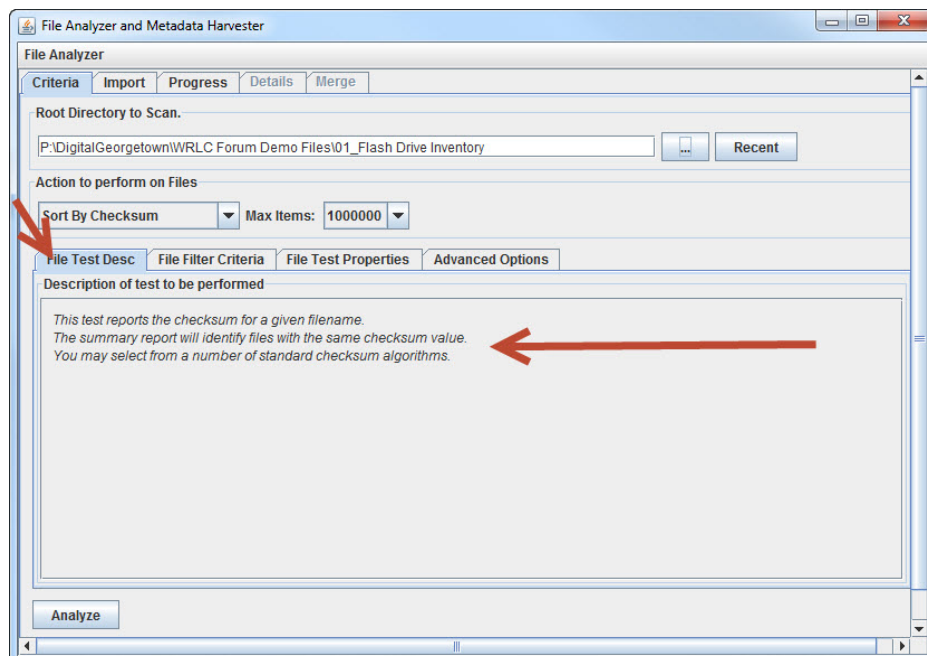 File Analyzer and Metadata Harvester
File Analyzer
Criteria Import Progress Details Merge
Root Directory to Scan.
P:\DigitalGeorgetown\WRLC Forum Demo Files\01_Flash Drive Inventory ... Recent
Action to perform on Files
Sort By Checksum Max Items: 1000000
File Test Desc File Filter Criteria File Test Properties Advanced Options
Description of test to be performed
This test reports the checksum for a given filename.
The summary report will identify files with the same checksum value.
You may select from a number of standard checksum algorithms.
Analyze